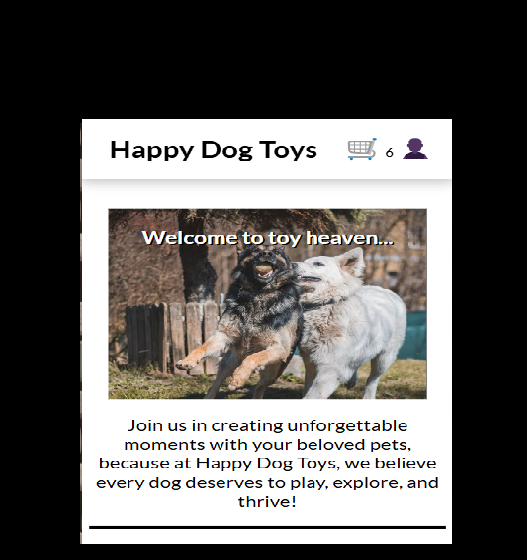 Happy Dog Toys 6
Welcome to toy heaven...
Join us in creating unforgettable
moments with your beloved pets,
because at Happy Dog Toys, we believe
every dog deserves to play, explore, and
thrive!